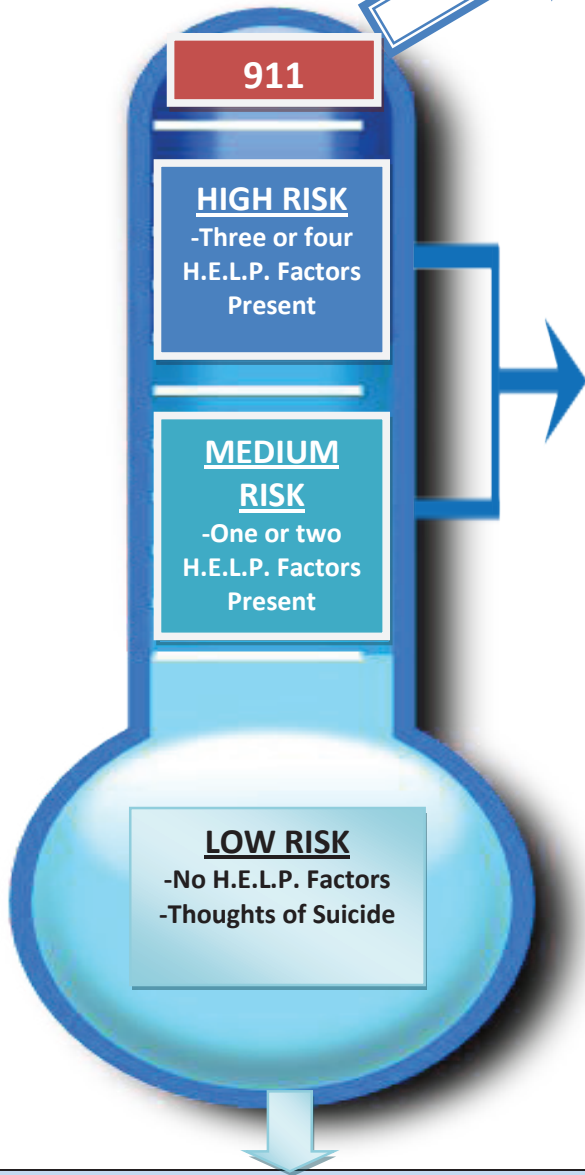 911
HIGH RISK
-Three or four
H.E.L.P. Factors
Present
MEDIUM
RISK
-One or two
H.E.L.P. Factors
Present
LOW RISK
-No H.E.L.P. Factors
-Thoughts of Suicide